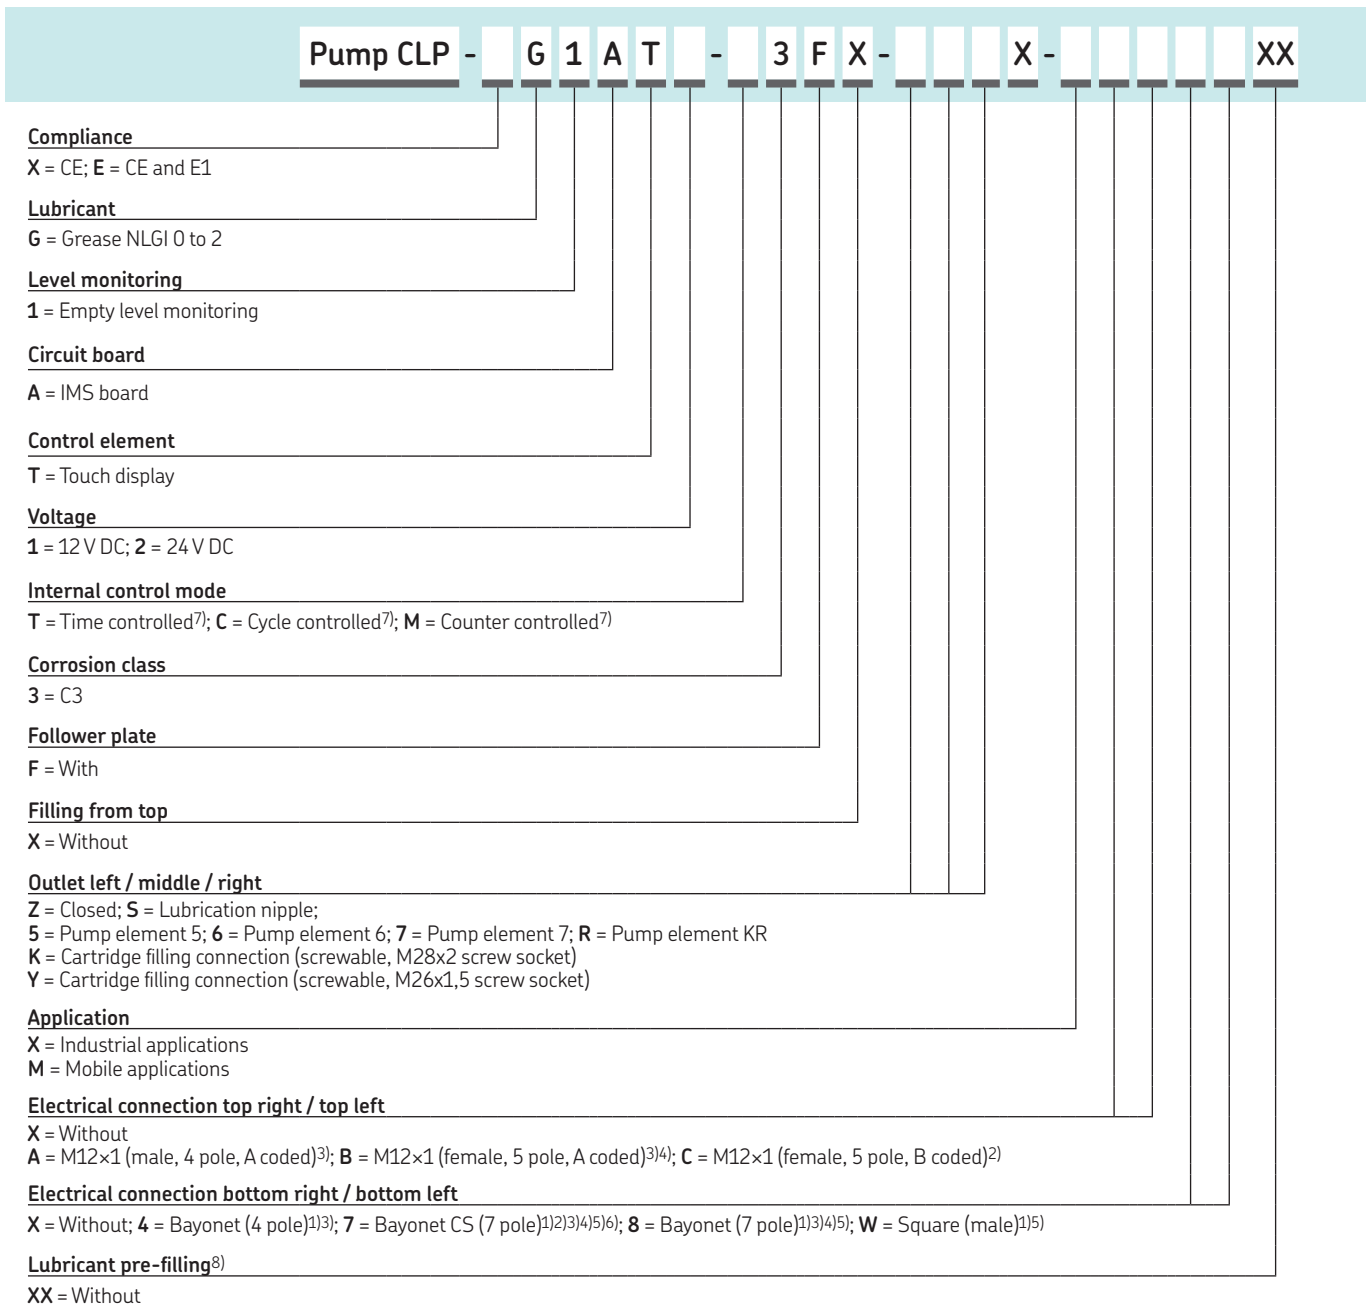 Pump CLP - G 1 A T - 3 F X - X - XX
Compliance
X = CE; E = CE and E1
Lubricant
G = Grease NLGI 0 to 2
Level monitoring
1 = Empty level monitoring
Circuit board
A = IMS board
Control element
T = Touch display
Voltage
1 = 12 V DC; 2 = 24 V DC
Internal control mode
T = Time controlled7); C = Cycle controlled7); M = Counter controlled7)
Corrosion class
3 = C3
Follower plate
F = With
Filling from top
X = Without
Outlet left / middle / right
Z = Closed; S = Lubrication nipple;
5 = Pump element 5; 6 = Pump element 6; 7 = Pump element 7; R = Pump element KR
K = Cartridge filling connection (screwable, M28x2 screw socket)
Y = Cartridge filling connection (screwable, M26x1,5 screw socket)
Application
X = Industrial applications
M = Mobile applications
Electrical connection top right / top left
X = Without
A = M12×1 (male, 4 pole, A coded)3); B = M12×1 (female, 5 pole, A coded)3)4); C = M12×1 (female, 5 pole, B coded)2)
Electrical connection bottom right / bottom left
X = Without; 4 = Bayonet (4 pole)1)3); 7 = Bayonet CS (7 pole)1)2)3)4)5)6); 8 = Bayonet (7 pole)1)3)4)5); W = Square (male)1)5)
Lubricant pre-filling8)
XX = Without